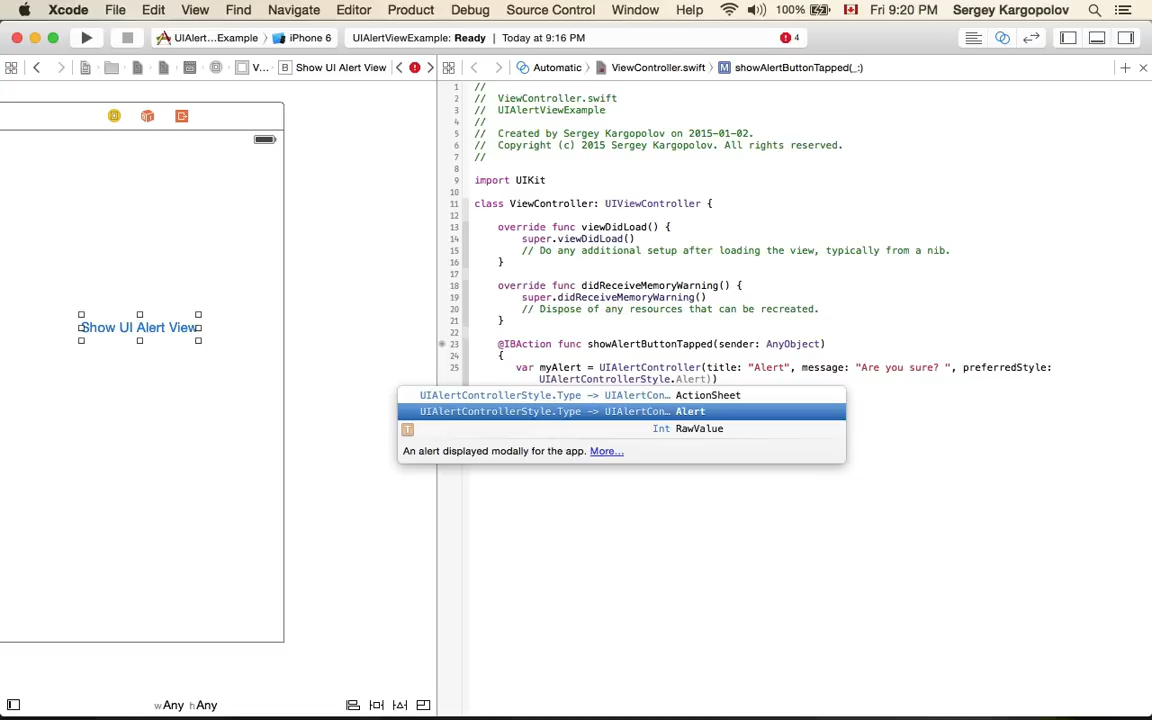 Xcode File Edit View Find Navigate Editor Product Debug Source Control Window Help 100% Fri 9:20 PM Sergey Kargopolov
UIAlert...Example iPhone 6 UIAlertViewExample: Ready | Today at 9:16 PM 4
V... B Show UI Alert View Automatic ViewController.swift M showAlertButtonTapped(_:)
1 //
2 // ViewController.swift
3 // UIAlertViewExample
4 //
5 // Created by Sergey Kargopolov on 2015-01-02.
6 // Copyright (c) 2015 Sergey Kargopolov. All rights reserved.
7 //
8
9 import UIKit
10
11 class ViewController: UIViewController {
12
13 override func viewDidLoad() {
14 super.viewDidLoad()
15 // Do any additional setup after loading the view, typically from a nib.
16 }
17
18 override func didReceiveMemoryWarning() {
19 super.didReceiveMemoryWarning()
20 // Dispose of any resources that can be recreated.
21 }
22
23 @IBAction func showAlertButtonTapped(sender: AnyObject)
24 {
25 var myAlert = UIAlertController(title: "Alert", message: "Are you sure? ", preferredStyle:
UIAlertControllerStyle.Alert))
UIAlertControllerStyle.Type -> UIAlertCon... ActionSheet
UIAlertControllerStyle.Type -> UIAlertCon... Alert
T Int RawValue
An alert displayed modally for the app. More...
Show UI Alert View
wAny hAny